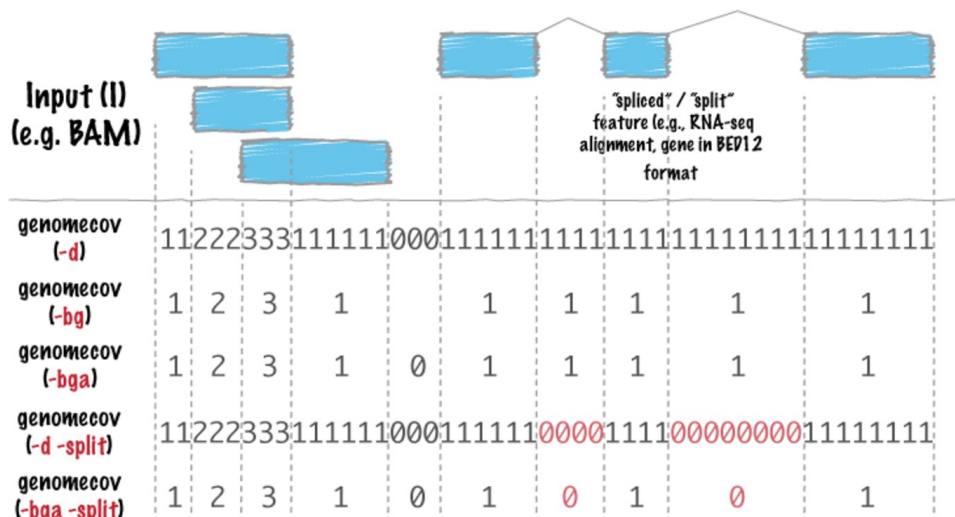 Input (I)
(e.g. BAM)
"spliced" / "split"
feature (e.g., RNA-seq
alignment, gene in BED12
format
genomecov
(-d)
11222333111111000111111111111111111111111111111
genomecov
(-bg)
1 2 3 1 1 1 1 1 1
genomecov
(-bga)
1 2 3 1 0 1 1 1 1 1
genomecov
(-d -split)
11222333111111000111111000011110000000011111111
genomecov
(-bga -split)
1 2 3 1 0 1 0 1 0 1